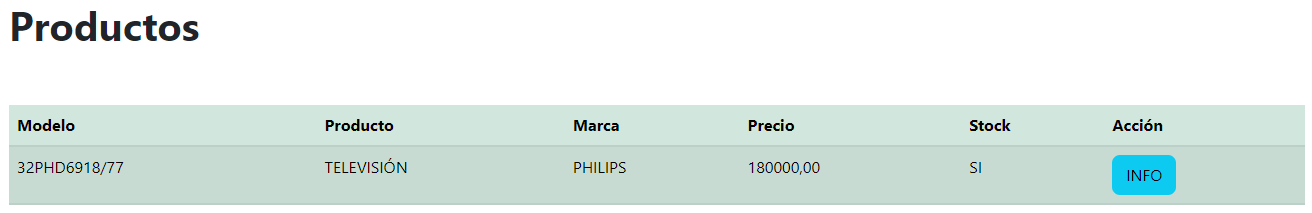 Productos
Modelo Producto Marca Precio Stock Acción
32PHD6918/77 TELEVISIÓN PHILIPS 180000,00 SI INFO